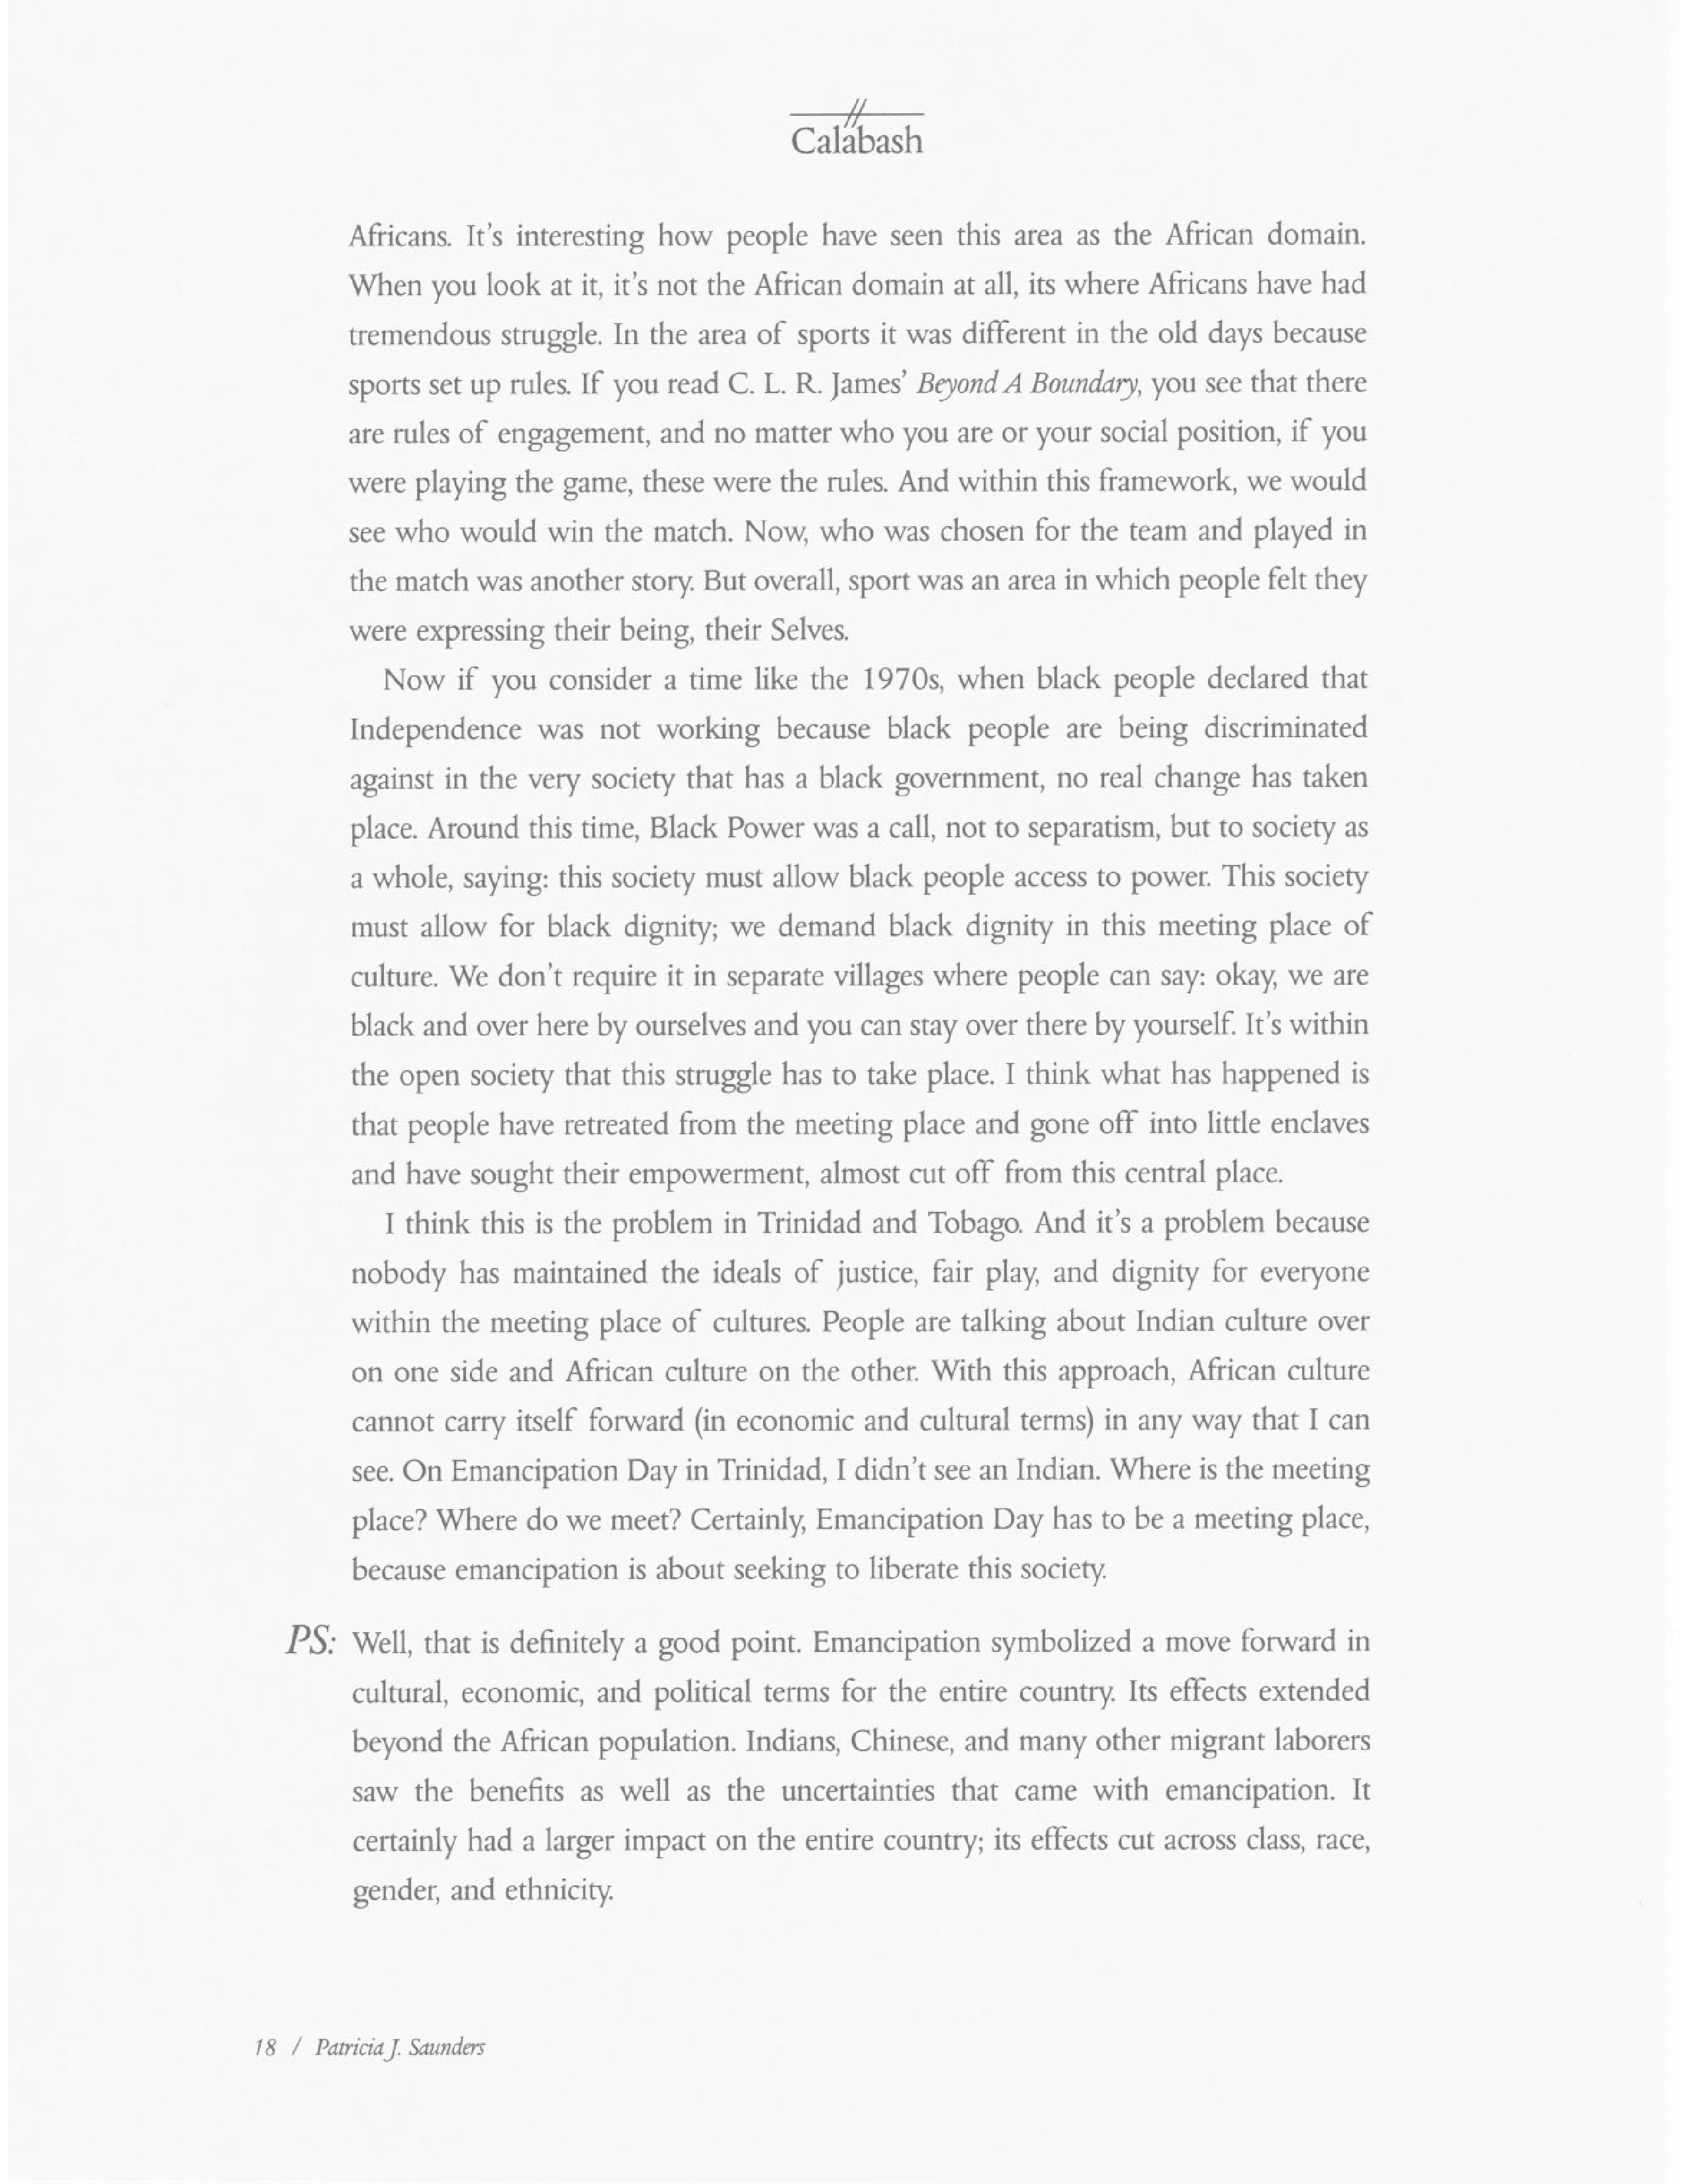 Calabash
Africans. It's interesting how people have seen this area as the African domain.
When you look at it, it's not the African domain at all, its where Africans have had
tremendous struggle. In the area of sports it was different in the old days because
sports set up rules. If you read C. L. R. James' Beyond A Boundary, you see that there
are rules of engagement, and no matter who you are or your social position, if you
were playing the game, these were the rules. And within this framework, we would
see who would win the match. Now, who was chosen for the team and played in
the match was another story. But overall, sport was an area in which people felt they
were expressing their being, their Selves.
Now if you consider a time like the 1970s, when black people declared that
Independence was not working because black people are being discriminated
against in the very society that has a black government, no real change has taken
place. Around this time, Black Power was a call, not to separatism, but to society as
a whole, saying: this society must allow black people access to power. This society
must allow for black dignity; we demand black dignity in this meeting place of
culture. We don't require it in separate villages where people can say: okay, we are
black and over here by ourselves and you can stay over there by yourself. It's within
the open society that this struggle has to take place. I think what has happened is
that people have retreated from the meeting place and gone off into little enclaves
and have sought their empowerment, almost cut off from this central place.
I think this is the problem in Trinidad and Tobago. And it's a problem because
nobody has maintained the ideals of justice, fair play, and dignity for everyone
within the meeting place of cultures. People are talking about Indian culture over
on one side and African culture on the other. With this approach, African culture
cannot carry itself forward (in economic and cultural terms) in any way that I can
see. On Emancipation Day in Trinidad, I didn't see an Indian. Where is the meeting
place? Where do we meet? Certainly, Emancipation Day has to be a meeting place,
because emancipation is about seeking to liberate this society.
PS: Well, that is definitely a good point. Emancipation symbolized a move forward in
cultural, economic, and political terms for the entire country. Its effects extended
beyond the African population. Indians, Chinese, and many other migrant laborers
saw the benefits as well as the uncertainties that came with emancipation. It
certainly had a larger impact on the entire country; its effects cut across class, race,
gender, and ethnicity.
18 / Patricia J. Saunders